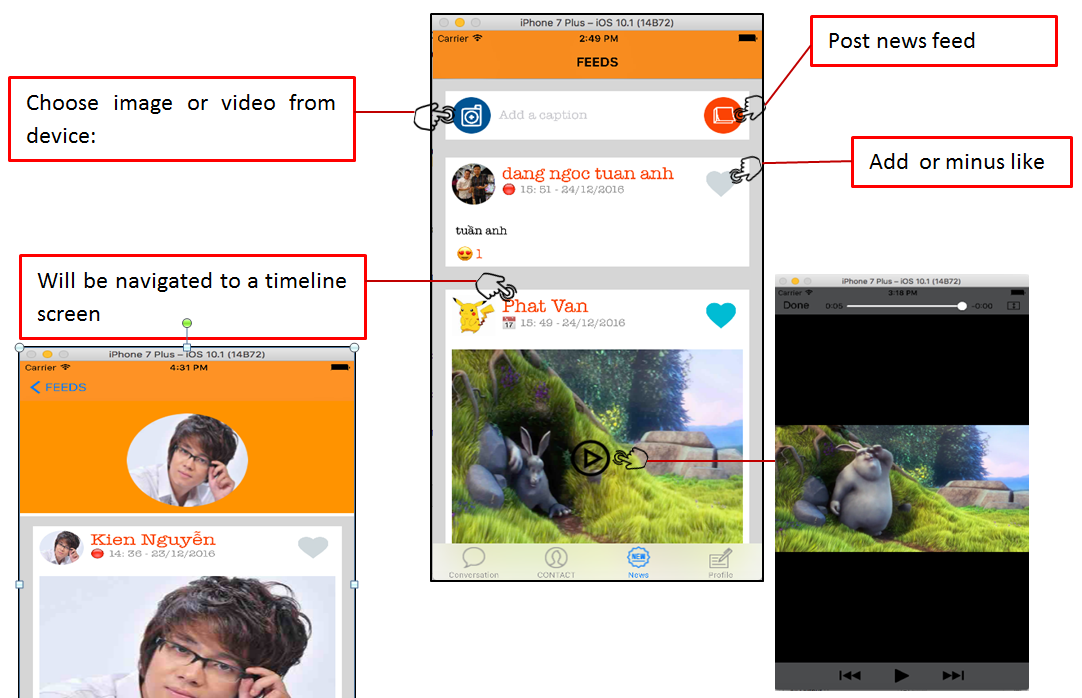 iPhone 7 Plus – iOS 10.1 (14B72)
Carrier
2:49 PM
FEEDS
Add a caption
dang ngoc tuan anh
15: 51 - 24/12/2016
tuấn anh
1
Phat Van
17
15: 49 - 24/12/2016
Conversation
CONTACT
NEW
News
Profile
Post news feed
Choose image or video from
device:
Add or minus like
Will be navigated to a timeline
screen
iPhone 7 Plus – iOS 10.1 (14B72)
Carrier
4:31 PM
FEEDS
Kien Nguyễn
14: 36 - 23/12/2016
iPhone 7 Plus – iOS 10.1 (14B72)
Carrier
3:18 PM
Done
0:05
-0:00